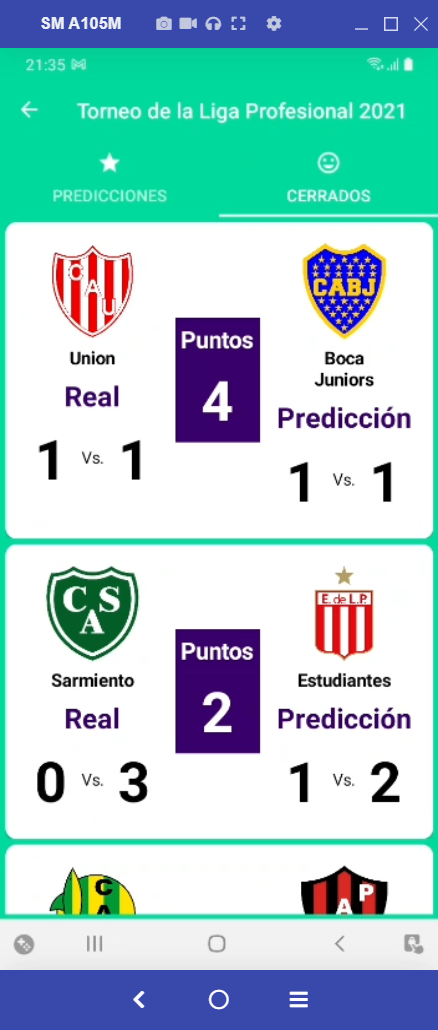 SM A105M
21:35
Torneo de la Liga Profesional 2021
PREDICCIONES
CERRADOS
CAU
CABJ
Union
Boca
Juniors
Puntos
4
Real
Predicción
1 Vs. 1
1 Vs. 1
CSA
E.de L.P.
Sarmiento
Estudiantes
Puntos
2
Real
Predicción
0 Vs. 3
1 Vs. 2
CA
AP